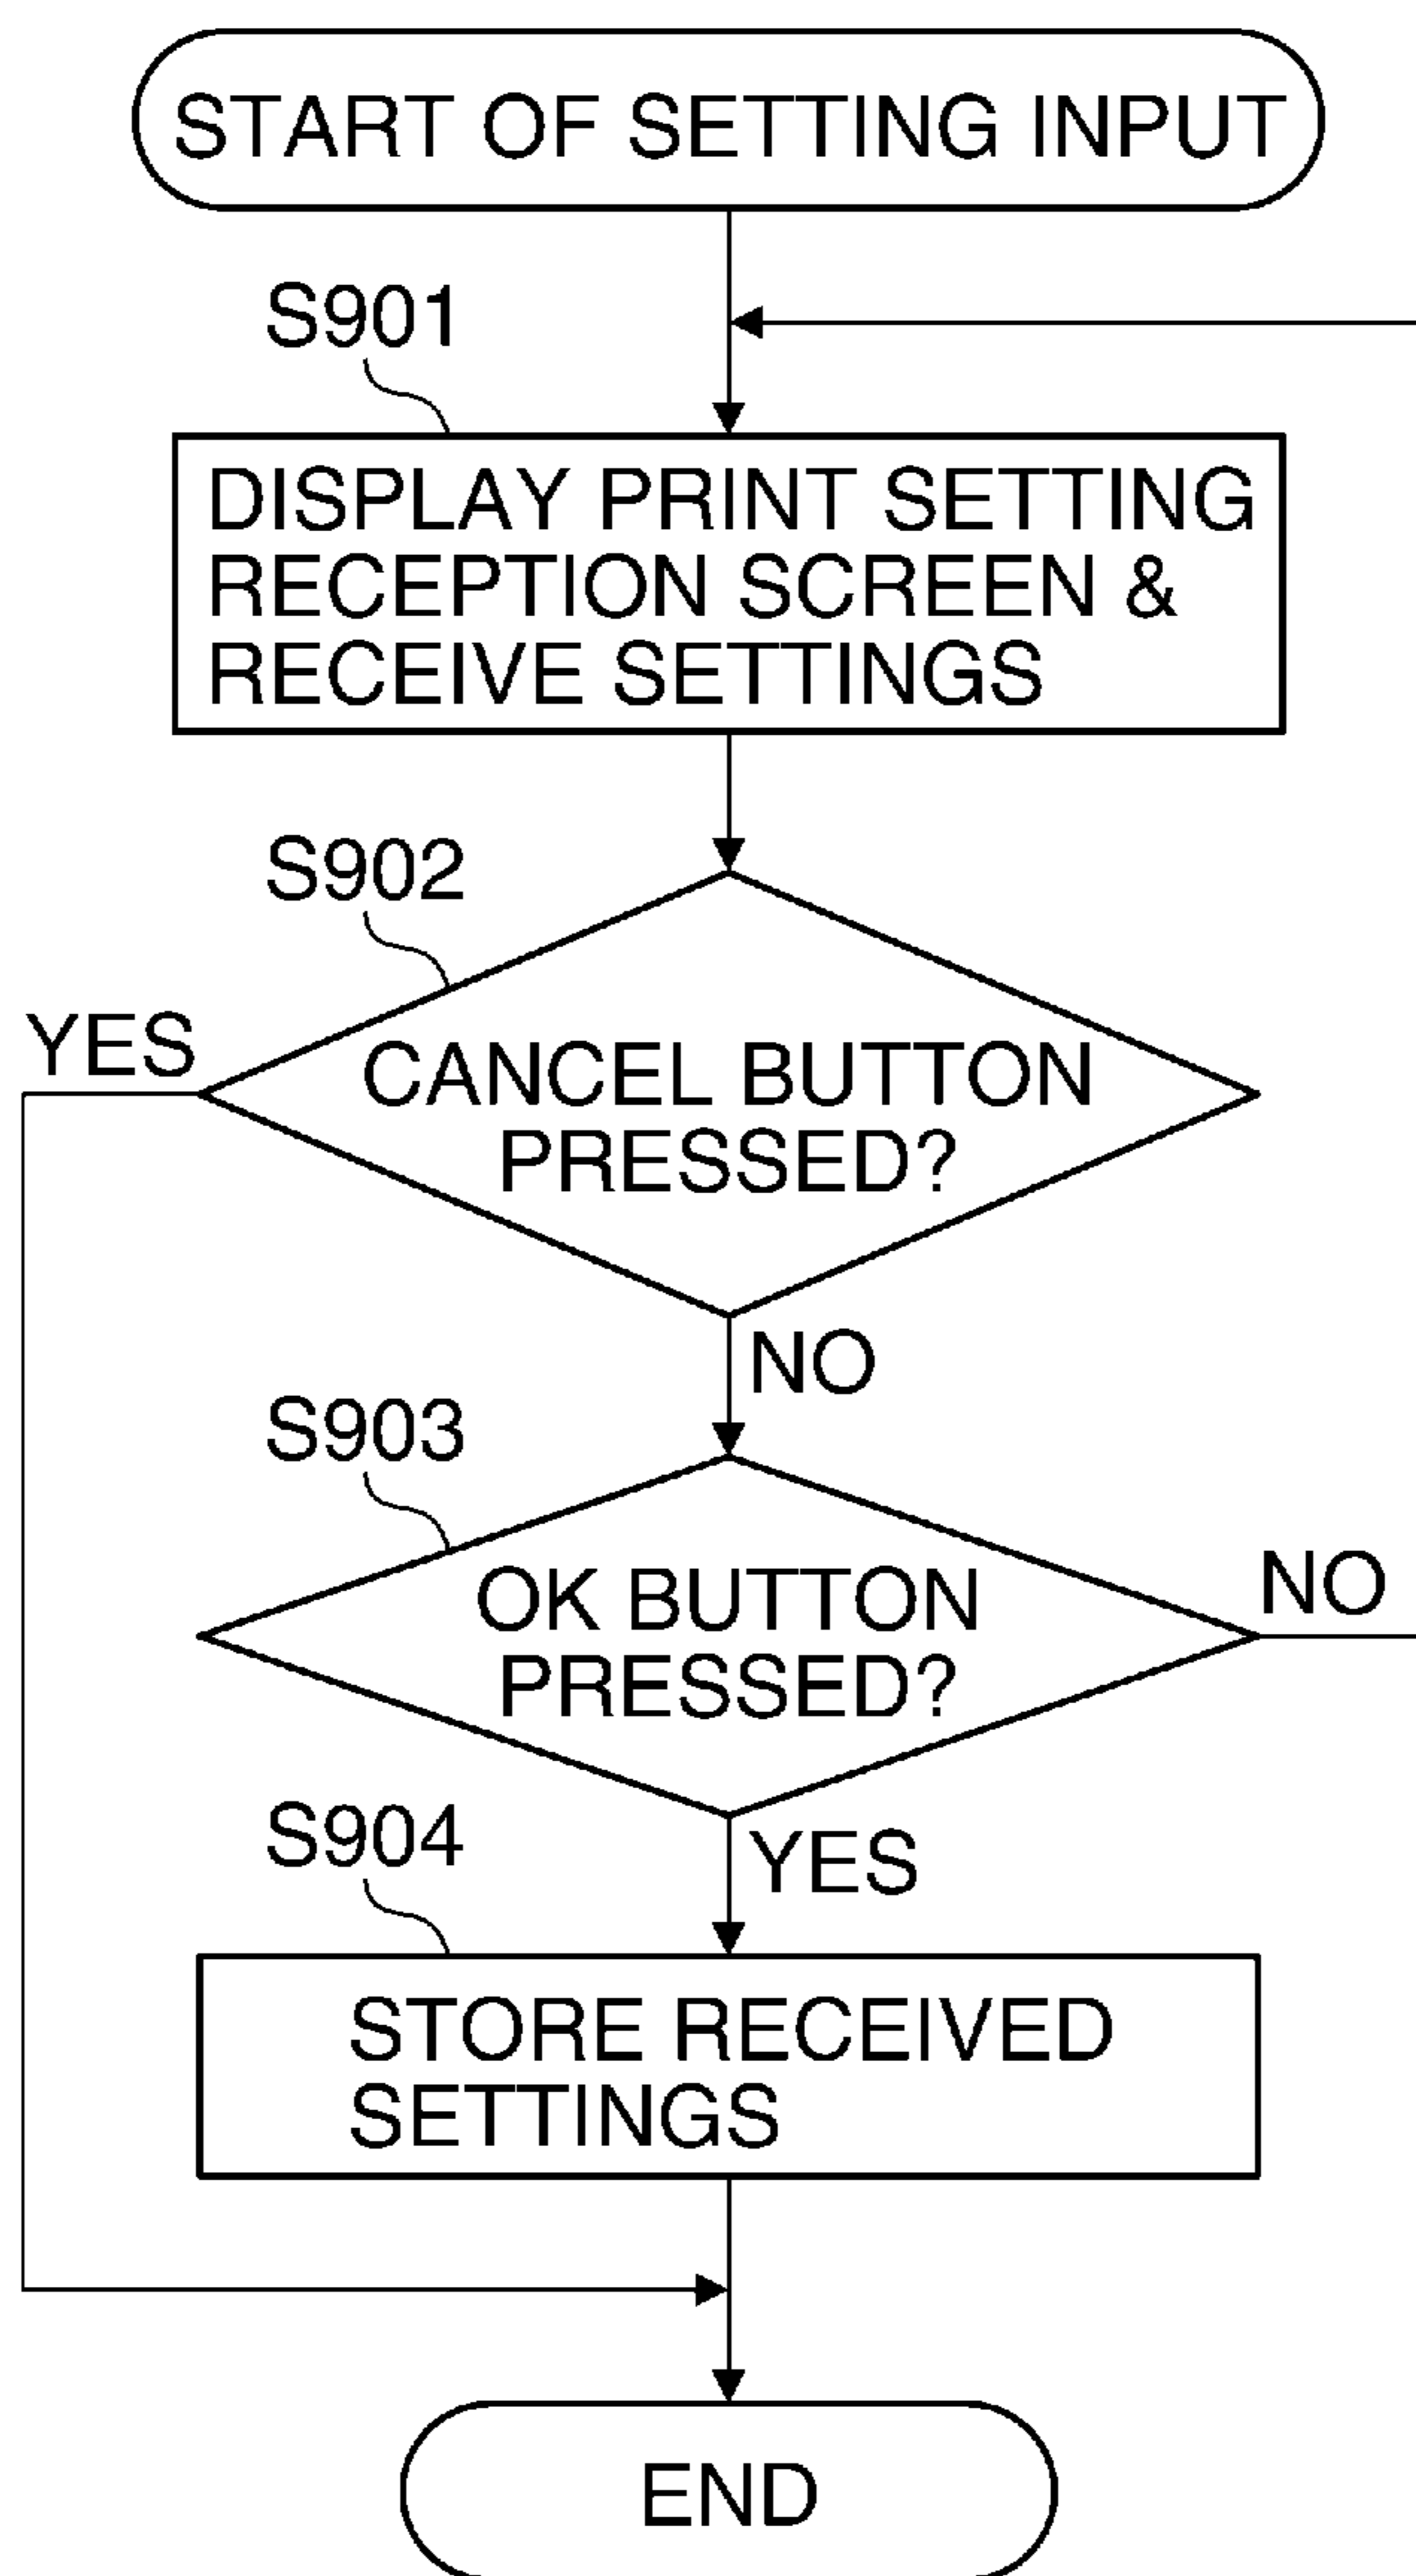 START OF SETTING INPUT
S901
DISPLAY PRINT SETTING
RECEPTION SCREEN &
RECEIVE SETTINGS
S902
YES
CANCEL BUTTON
PRESSED?
NO
S903
OK BUTTON
PRESSED?
NO
S904
YES
STORE RECEIVED
SETTINGS
END